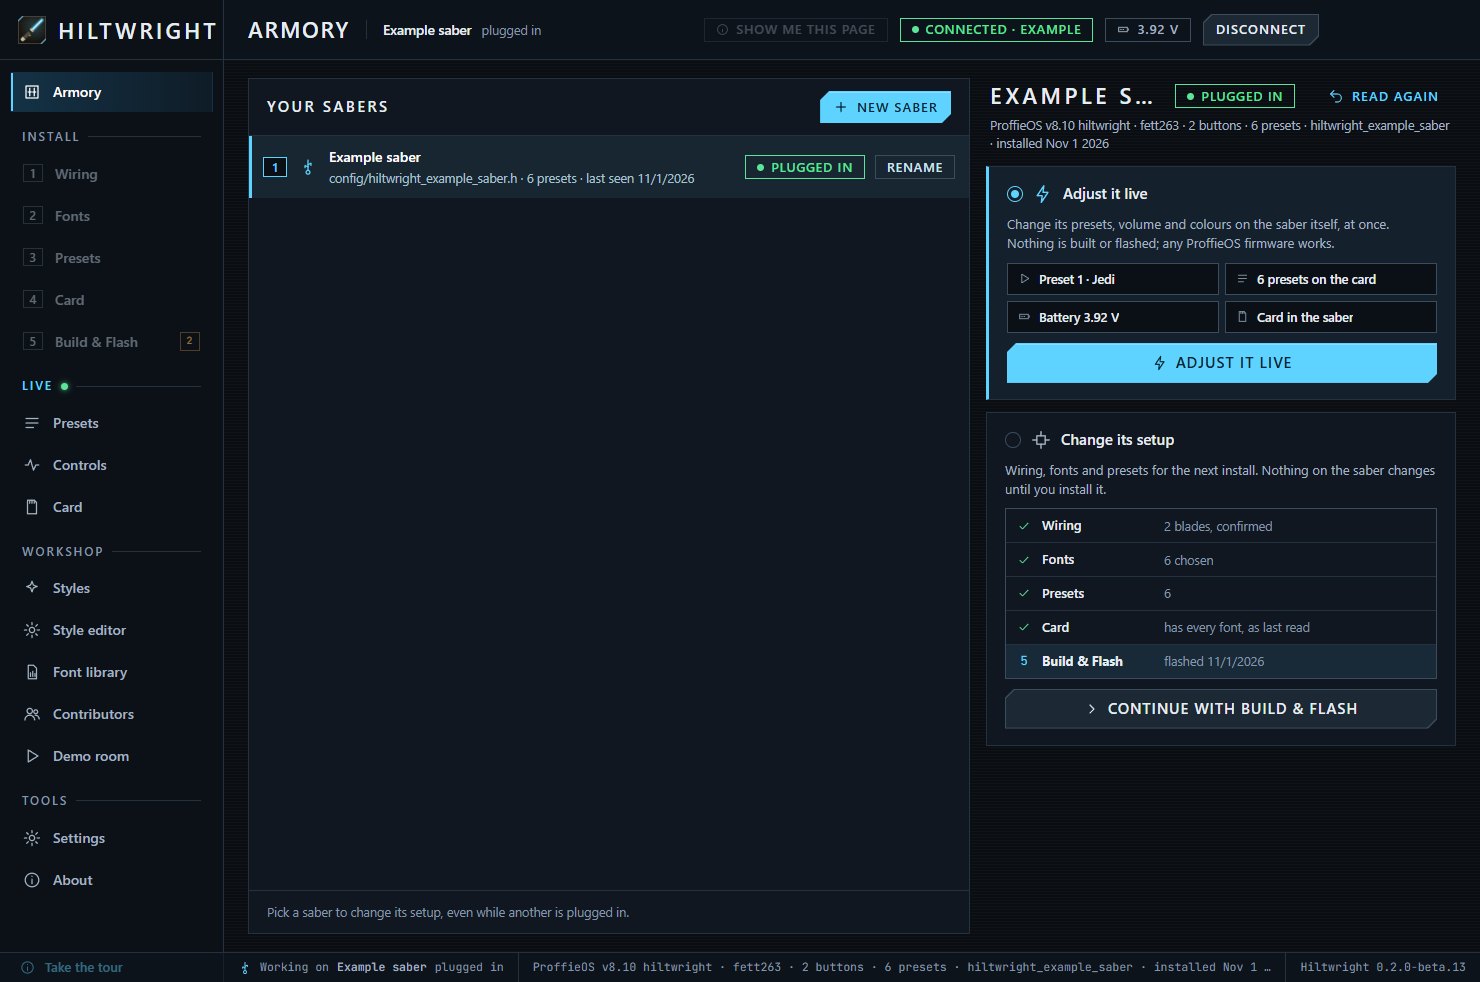 HILTWRIGHT
ARMORY
Example saber plugged in
SHOW ME THIS PAGE
CONNECTED · EXAMPLE
3.92 V
DISCONNECT
Armory
INSTALL
1 Wiring
2 Fonts
3 Presets
4 Card
5 Build & Flash 2
LIVE
Presets
Controls
Card
WORKSHOP
Styles
Style editor
Font library
Contributors
Demo room
TOOLS
Settings
About
Take the tour
YOUR SABERS
+ NEW SABER
1 Example saber
config/hiltwright_example_saber.h · 6 presets · last seen 11/1/2026
PLUGGED IN
RENAME
Pick a saber to change its setup, even while another is plugged in.
EXAMPLE S…
PLUGGED IN
READ AGAIN
ProffieOS v8.10 hiltwright · fett263 · 2 buttons · 6 presets · hiltwright_example_saber
· installed Nov 1 2026
Adjust it live
Change its presets, volume and colours on the saber itself, at once.
Nothing is built or flashed; any ProffieOS firmware works.
Preset 1 · Jedi
6 presets on the card
Battery 3.92 V
Card in the saber
ADJUST IT LIVE
Change its setup
Wiring, fonts and presets for the next install. Nothing on the saber changes
until you install it.
Wiring 2 blades, confirmed
Fonts 6 chosen
Presets 6
Card has every font, as last read
5 Build & Flash flashed 11/1/2026
CONTINUE WITH BUILD & FLASH
Working on Example saber plugged in
ProffieOS v8.10 hiltwright · fett263 · 2 buttons · 6 presets · hiltwright_example_saber · installed Nov 1 …
Hiltwright 0.2.0-beta.13